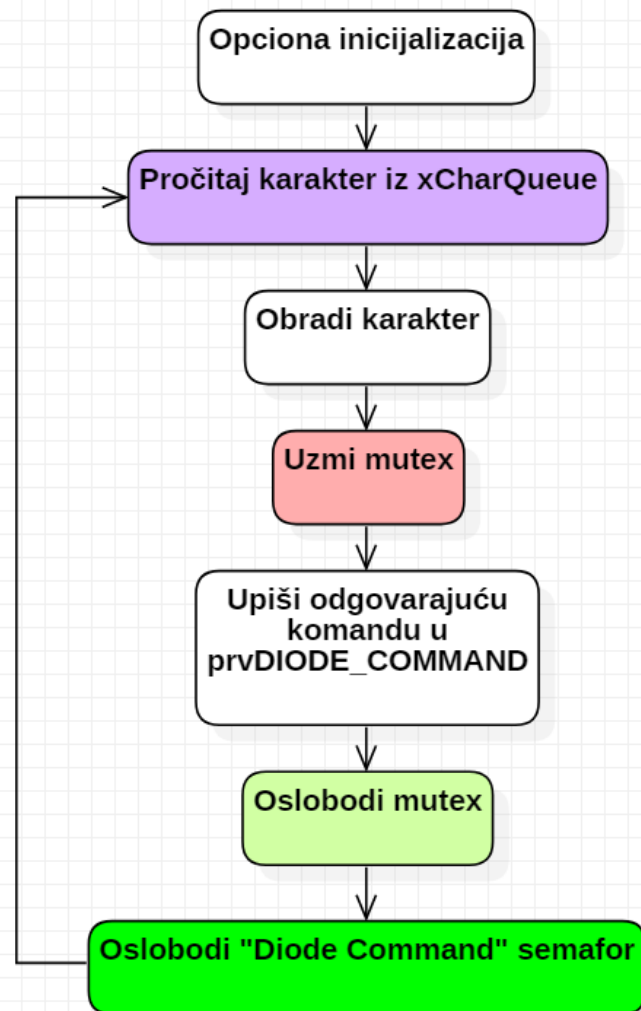 Opciona inicijalizacija
Pročitaj karakter iz xCharQueue
Obradi karakter
Uzmi mutex
Upiši odgovarajuću
komandu u
prvDIODE_COMMAND
Oslobodi mutex
Oslobodi "Diode Command" semafor